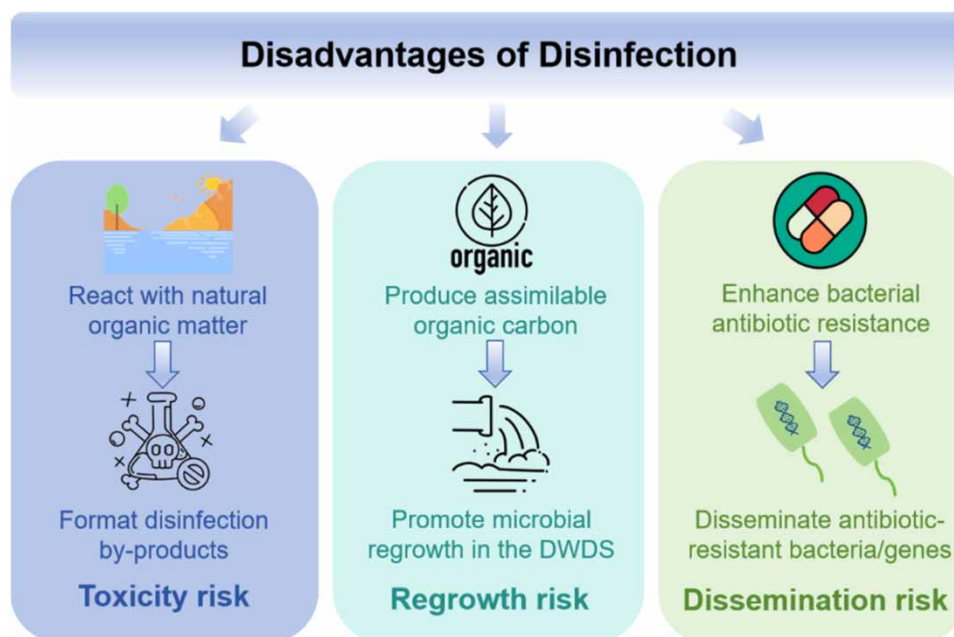 Disadvantages of Disinfection
React with natural
organic matter
Format disinfection
by-products
Toxicity risk
organic
Produce assimilable
organic carbon
Promote microbial
regrowth in the DWDS
Regrowth risk
Enhance bacterial
antibiotic resistance
Disseminate antibiotic-
resistant bacteria/genes
Dissemination risk